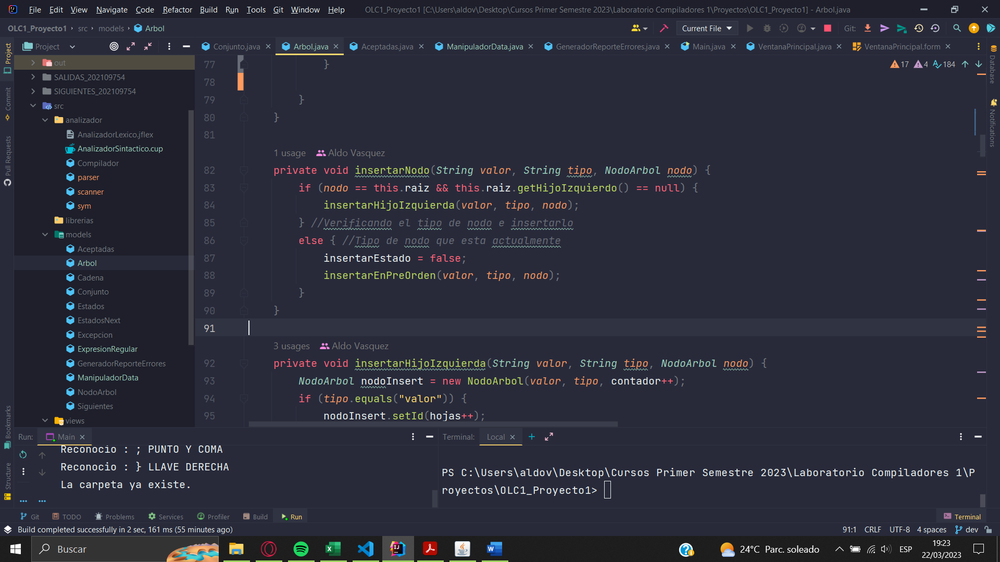 File Edit View Navigate Code Refactor Build Run Tools Git Window Help OLC1_Proyecto1 [C:\Users\aldov\Desktop\Cursos Primer Semestre 2023\Laboratorio Compiladores 1\Proyectos\OLC1_Proyecto1] - Arbol.java
OLC1_Proyecto1 src models Arbol Current File Git:
Project Conjunto.java Arbol.java Aceptadas.java ManipuladorData.java GeneradorReporteErrores.java Main.java VentanaPrincipal.java VentanaPrincipal.form
17 4 184
Project
Commit
Pull Requests
Bookmarks
Structure
Database
Notifications
out
SALIDAS_202109754
SIGUIENTES_202109754
src
analizador
AnalizadorLexico.jflex
AnalizadorSintactico.cup
Compilador
parser
scanner
sym
librerias
models
Aceptadas
Arbol
Cadena
Conjunto
Estados
EstadosNext
Excepcion
ExpresionRegular
GeneradorReporteErrores
ManipuladorData
NodoArbol
Siguientes
views
77 }
78
79 }
80 }
81
1 usage Aldo Vasquez
82 private void insertarNodo(String valor, String tipo, NodoArbol nodo) {
83 if (nodo == this.raiz && this.raiz.getHijoIzquierdo() == null) {
84 insertarHijoIzquierda(valor, tipo, nodo);
85 } //Verificando el tipo de nodo e insertarlo
86 else { //Tipo de nodo que esta actualmente
87 insertarEstado = false;
88 insertarEnPreOrden(valor, tipo, nodo);
89 }
90 }
91
3 usages Aldo Vasquez
92 private void insertarHijoIzquierda(String valor, String tipo, NodoArbol nodo) {
93 NodoArbol nodoInsert = new NodoArbol(valor, tipo, contador++);
94 if (tipo.equals("valor")) {
95 nodoInsert.setId(hojas++);
Run: Main
Reconocio : ; PUNTO Y COMA
Reconocio : } LLAVE DERECHA
La carpeta ya existe.
Terminal: Local
PS C:\Users\aldov\Desktop\Cursos Primer Semestre 2023\Laboratorio Compiladores 1\P
royectos\OLC1_Proyecto1>
Git TODO Problems Services Profiler Build Run Terminal
Build completed successfully in 2 sec, 161 ms (55 minutes ago) 91:1 CRLF UTF-8 4 spaces dev
Buscar 24°C Parc. soleado ESP 19:23
22/03/2023